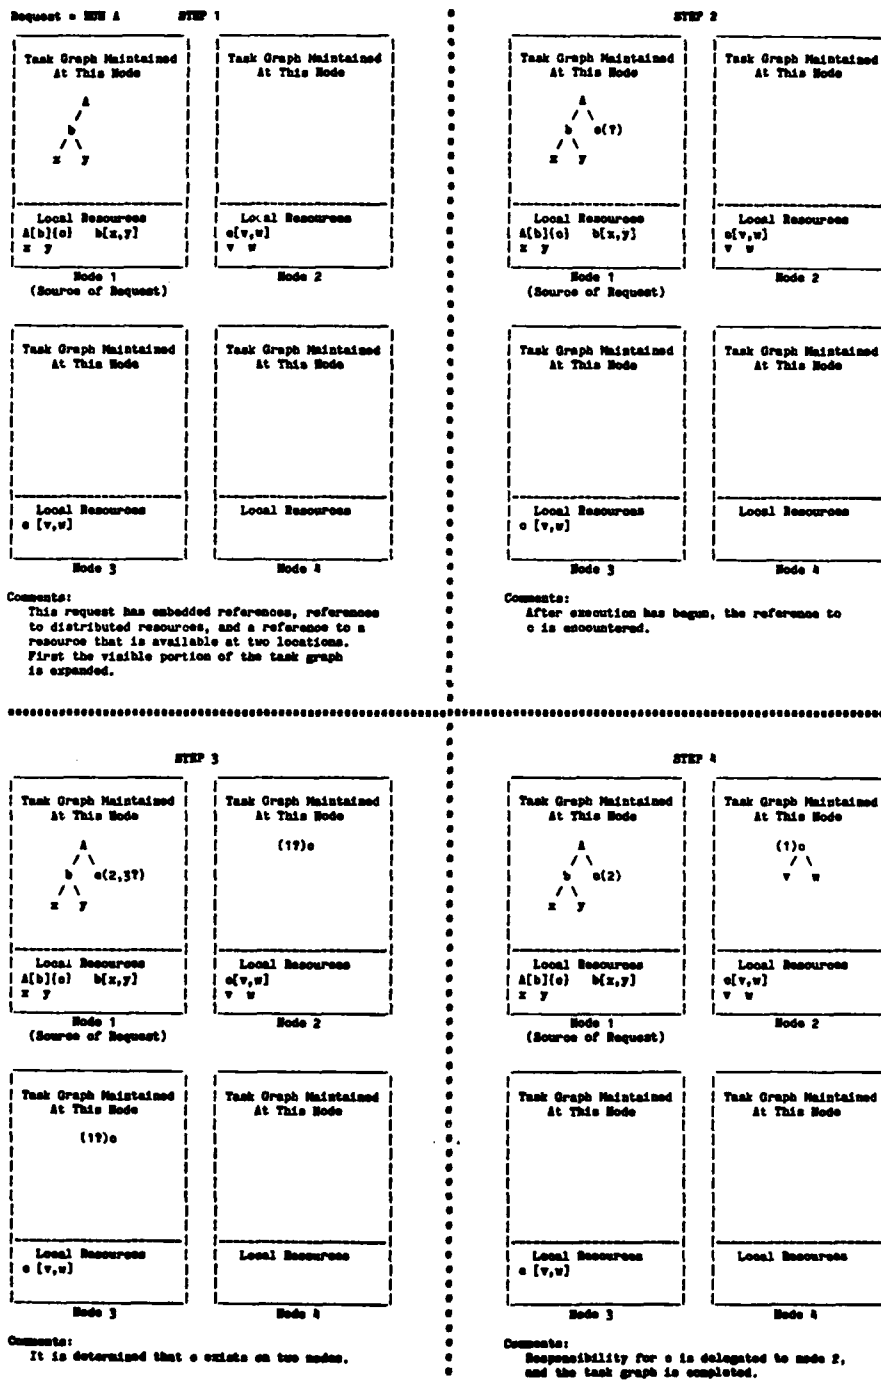 Request = RUN A STEP 1
Task Graph Maintained
At This Node
A
/
b
/ \
x y
Local Resources
A[b]{c} b[x,y]
x y
Node 1
(Source of Request)
Task Graph Maintained
At This Node
Local Resources
c[v,w]
v w
Node 2
Task Graph Maintained
At This Node
Local Resources
c [v,w]
Node 3
Task Graph Maintained
At This Node
Local Resources
Node 4
Comments:
This request has embedded references, references
to distributed resources, and a reference to a
resource that is available at two locations.
First the visible portion of the task graph
is expanded.
STEP 2
Task Graph Maintained
At This Node
A
/ \
b c(?)
/ \
x y
Local Resources
A[b]{c} b[x,y]
x y
Node 1
(Source of Request)
Task Graph Maintained
At This Node
Local Resources
c[v,w]
v w
Node 2
Task Graph Maintained
At This Node
Local Resources
c [v,w]
Node 3
Task Graph Maintained
At This Node
Local Resources
Node 4
Comments:
After execution has begun, the reference to
c is encountered.
STEP 3
Task Graph Maintained
At This Node
A
/ \
b c(2,3?)
/ \
x y
Local Resources
A[b]{c} b[x,y]
x y
Node 1
(Source of Request)
Task Graph Maintained
At This Node
(1?)c
Local Resources
c[v,w]
v w
Node 2
Task Graph Maintained
At This Node
(1?)c
Local Resources
c [v,w]
Node 3
Task Graph Maintained
At This Node
Local Resources
Node 4
Comments:
It is determined that c exists on two nodes.
STEP 4
Task Graph Maintained
At This Node
A
/ \
b c(2)
/ \
x y
Local Resources
A[b]{c} b[x,y]
x y
Node 1
(Source of Request)
Task Graph Maintained
At This Node
(1)c
/ \
v w
Local Resources
c[v,w]
v w
Node 2
Task Graph Maintained
At This Node
Local Resources
c [v,w]
Node 3
Task Graph Maintained
At This Node
Local Resources
Node 4
Comments:
Responsibility for c is delegated to node 2,
and the task graph is completed.